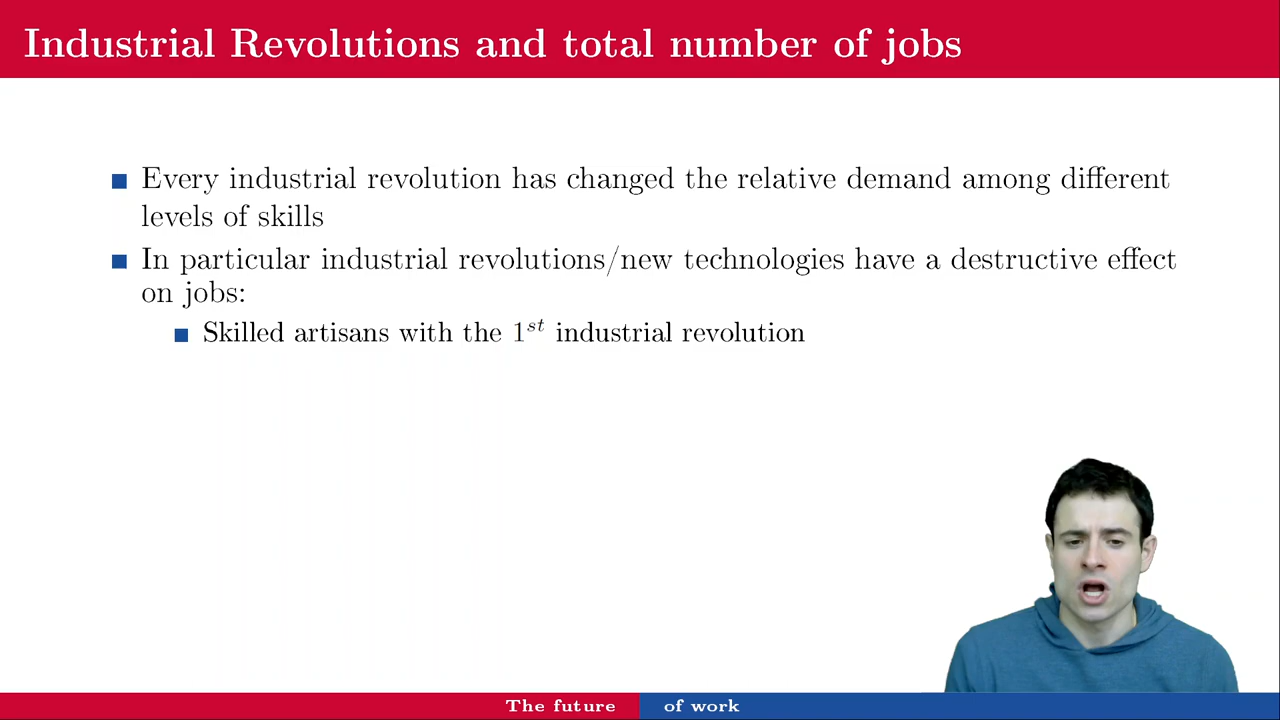 Industrial Revolutions and total number of jobs
Every industrial revolution has changed the relative demand among different
levels of skills
In particular industrial revolutions/new technologies have a destructive effect
on jobs:
Skilled artisans with the 1st industrial revolution
The future of work